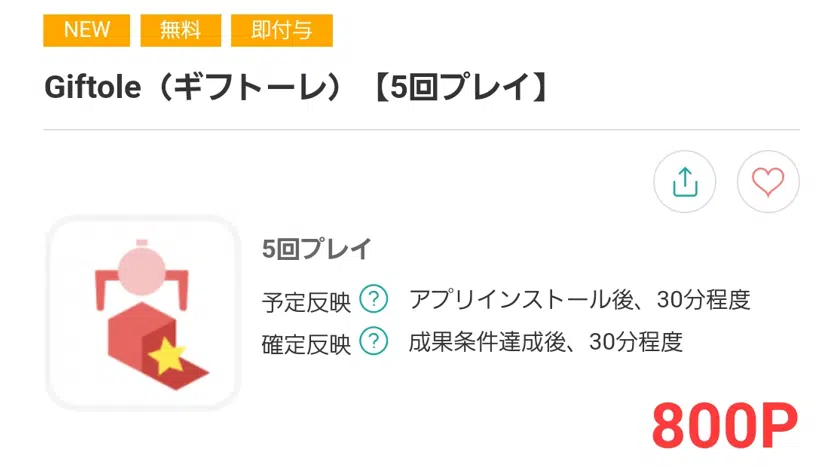 NEW 無料 即付与
Giftole（ギフトーレ）【5回プレイ】
5回プレイ
予定反映 ? アプリインストール後、30分程度
確定反映 ? 成果条件達成後、30分程度
800P